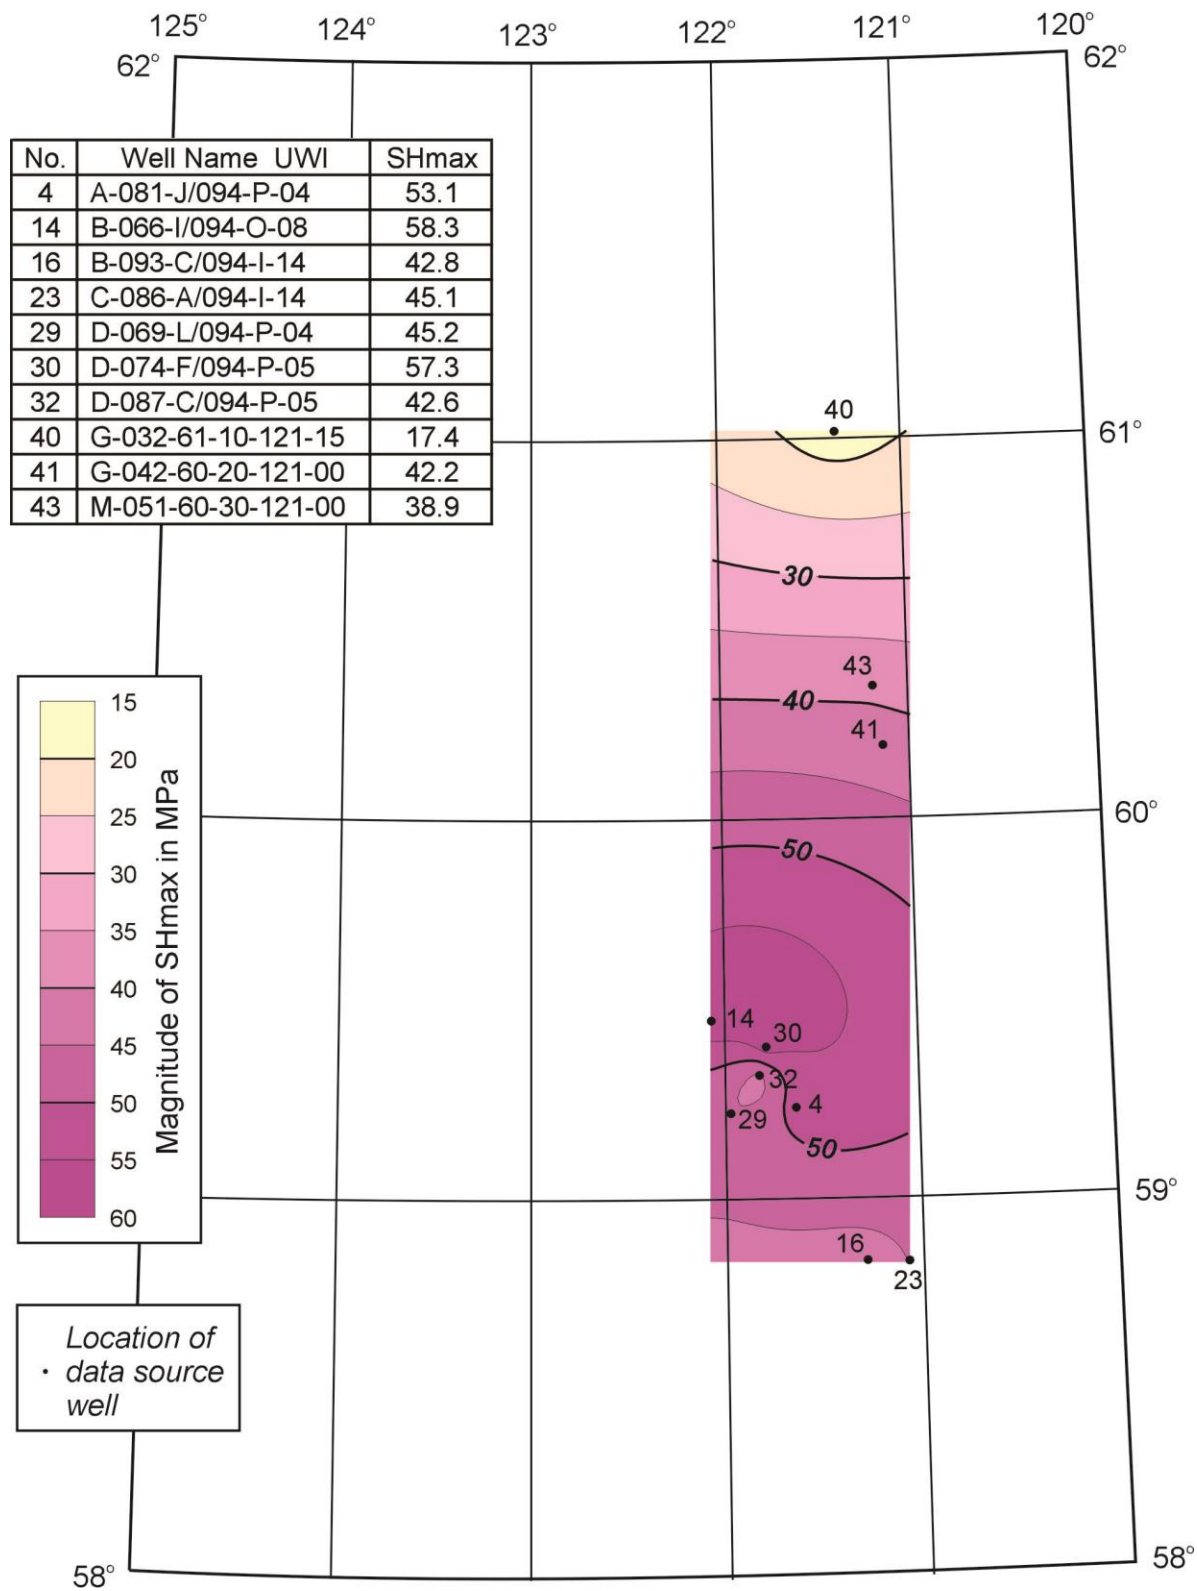 125° 124° 123° 122° 121° 120°
62° 62°
No. Well Name UWI SHmax
4 A-081-J/094-P-04 53.1
14 B-066-I/094-O-08 58.3
16 B-093-C/094-I-14 42.8
23 C-086-A/094-I-14 45.1
29 D-069-L/094-P-04 45.2
30 D-074-F/094-P-05 57.3
32 D-087-C/094-P-05 42.6
40 G-032-61-10-121-15 17.4
41 G-042-60-20-121-00 42.2
43 M-051-60-30-121-00 38.9
40
61°
30
43
40
41
60°
50
14
30
32
4
29
50
59°
16
23
15
20
25
30
35
40
45
50
55
60
Magnitude of SHmax in MPa
Location of
data source
well
58° 58°